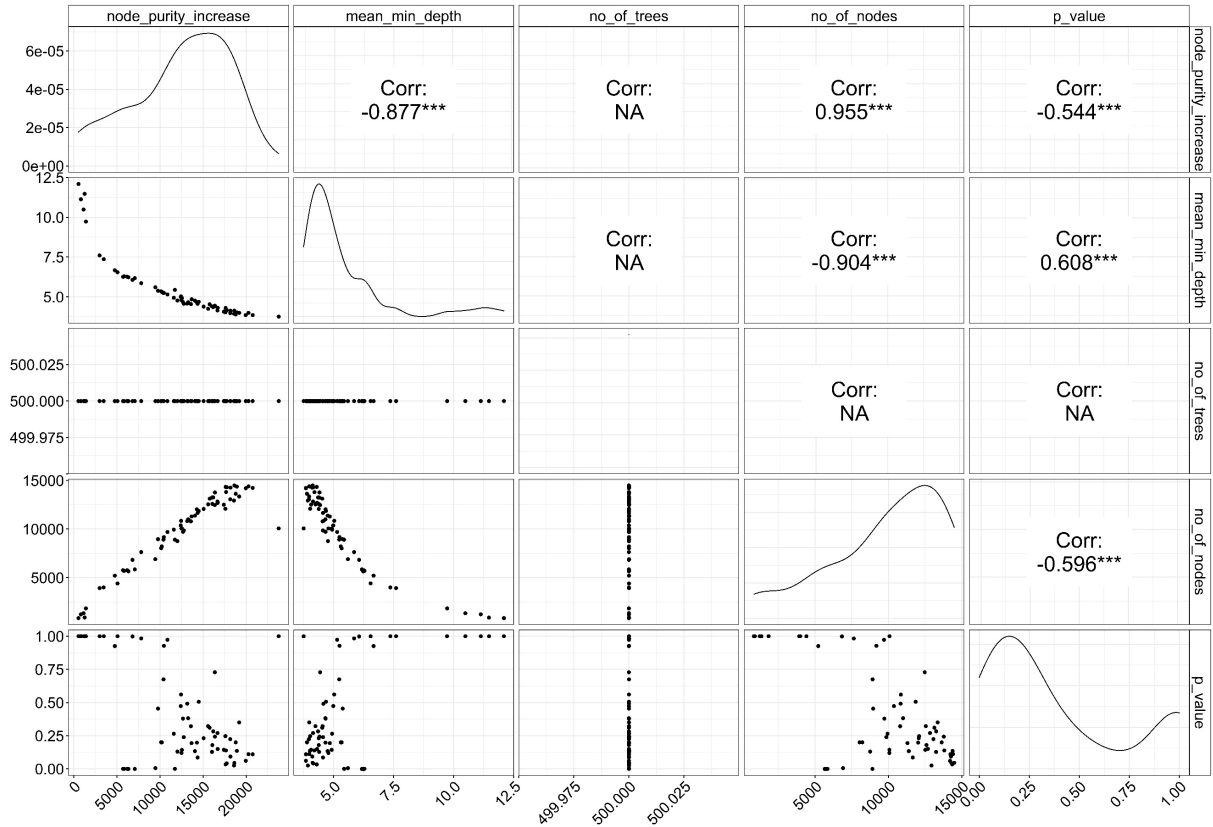 node_purity_increase mean_min_depth no_of_trees no_of_nodes p_value
6e-05
4e-05
2e-05
0e+00
Corr:
-0.877***
Corr:
NA
Corr:
0.955***
Corr:
-0.544***
node_purity_increase
12.5
10.0
7.5
5.0
Corr:
NA
Corr:
-0.904***
Corr:
0.608***
mean_min_depth
500.025
500.000
499.975
Corr:
NA
Corr:
NA
no_of_trees
15000
10000
5000
Corr:
-0.596***
no_of_nodes
1.00
0.75
0.50
0.25
0.00
p_value
0 5000 10000 15000 20000
5.0 7.5 10.0 12.5
499.975 500.000 500.025
5000 10000 15000
0.00 0.25 0.50 0.75 1.00